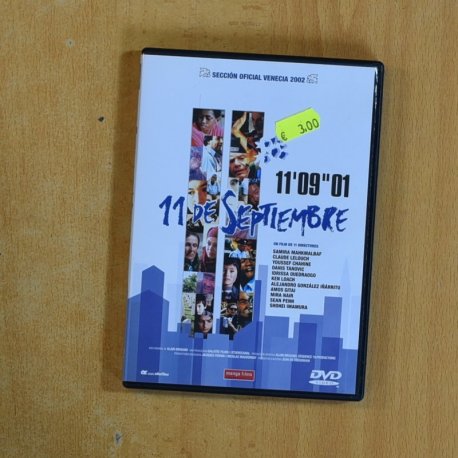 SECCIÓN OFICIAL VENECIA 2002
€ 3,00
11'09"01
11 DE SEPTIEMBRE
UN FILM DE 11 DIRECTORES
SAMIRA MAHKMALBAF
CLAUDE LELOUCH
YOUSSEF CHAHINE
DANIS TANOVIC
IDRISSA OUEDRAOGO
KEN LOACH
ALEJANDRO GONZÁLEZ IÑÁRRITU
AMOS GITAI
MIRA NAIR
SEAN PENN
SHOHEI IMAMURA
manga films
DVD
VIDEO